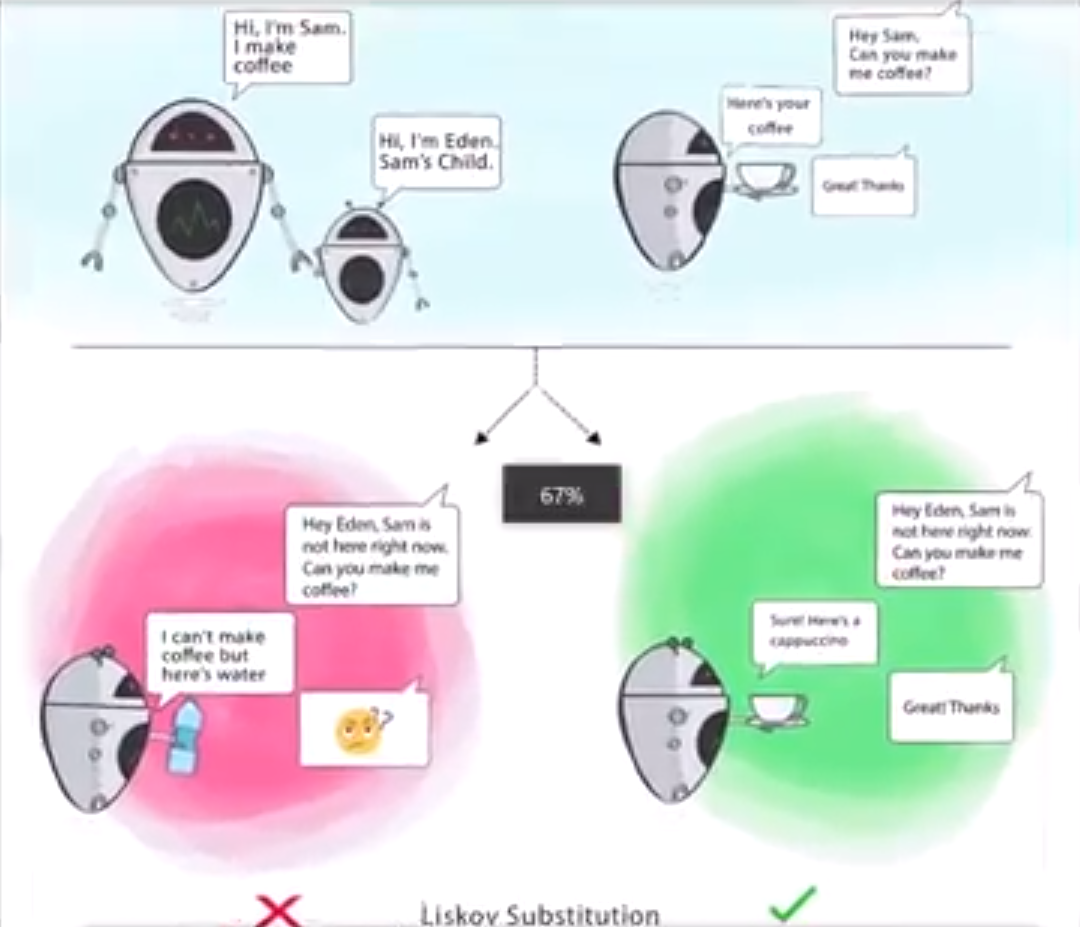 Hi, I'm Sam.
I make
coffee
Hi, I'm Eden.
Sam's Child.
Hey Sam,
Can you make
me coffee?
Here's your
coffee
Great! Thanks
67%
Hey Eden, Sam is
not here right now.
Can you make me
coffee?
I can't make
coffee but
here's water
??
Hey Eden, Sam is
not here right now.
Can you make me
coffee?
Sure! Here's a
cappuccino
Great! Thanks
Liskov Substitution